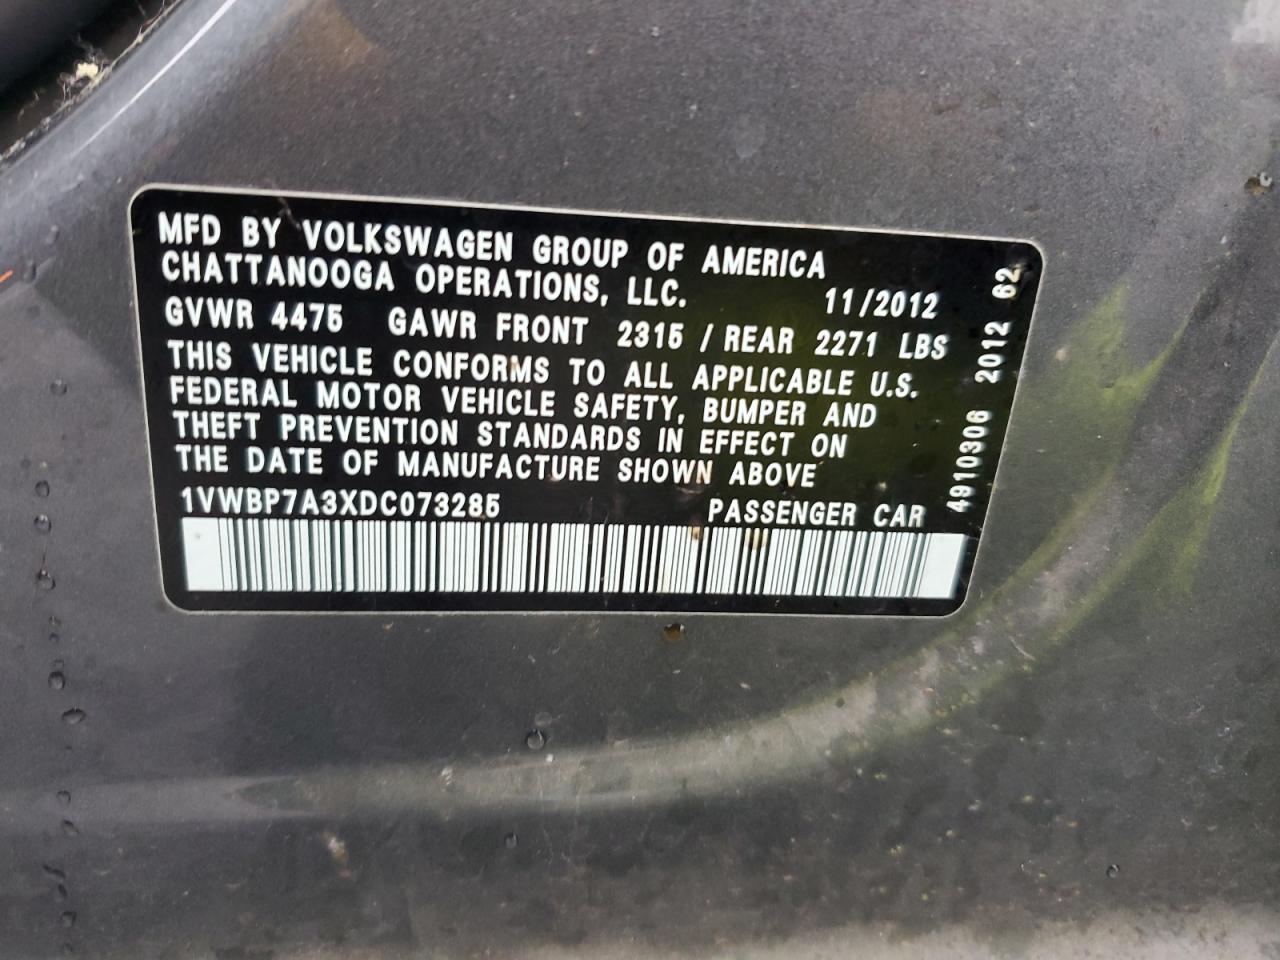 MFD BY VOLKSWAGEN GROUP OF AMERICA
CHATTANOOGA OPERATIONS, LLC. 11/2012
GVWR 4475 GAWR FRONT 2315 / REAR 2271 LBS
THIS VEHICLE CONFORMS TO ALL APPLICABLE U.S.
FEDERAL MOTOR VEHICLE SAFETY, BUMPER AND
THEFT PREVENTION STANDARDS IN EFFECT ON
THE DATE OF MANUFACTURE SHOWN ABOVE
1VWBP7A3XDC073285 PASSENGER CAR
4910306 2012 62